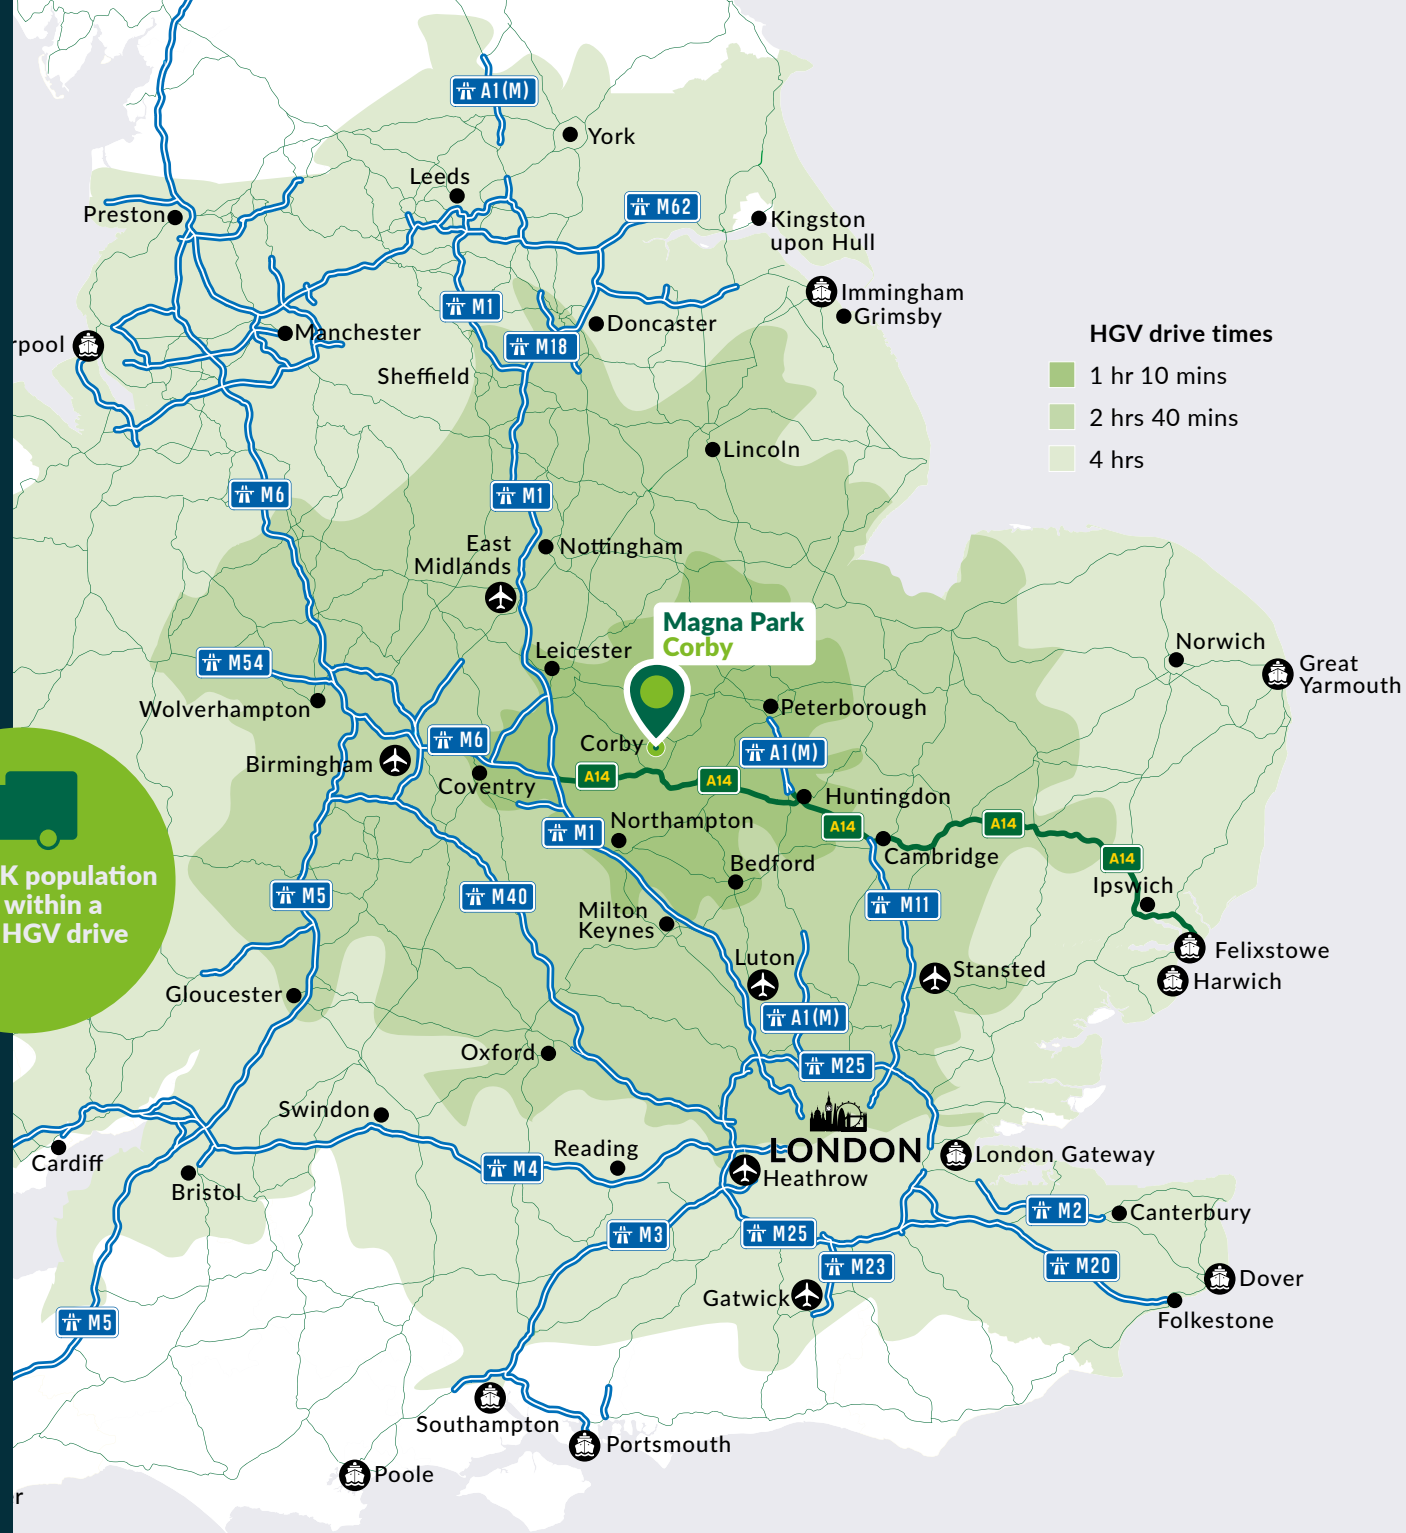 A1(M)
York
Leeds
M62
Preston
Kingston
upon Hull
Immingham
Grimsby
M1
Doncaster
Manchester
rpool
M18
Sheffield
HGV drive times
1 hr 10 mins
2 hrs 40 mins
4 hrs
Lincoln
M6
M1
East
Midlands
Nottingham
Magna Park
Corby
Leicester
M54
Norwich
Great
Yarmouth
Wolverhampton
Peterborough
Corby
M6
A1(M)
Birmingham
A14
A14
Coventry
Huntingdon
Northampton
M1
A14
A14
Cambridge
A14
Bedford
K population
within a
HGV drive
Ipswich
M5
M40
M11
Milton
Keynes
Luton
Felixstowe
Stansted
Harwich
Gloucester
A1(M)
Oxford
M25
Swindon
LONDON
Reading
London Gateway
Cardiff
M4
Heathrow
Bristol
M2
Canterbury
M3
M25
M23
M20
Dover
Gatwick
Folkestone
M5
Southampton
Portsmouth
Poole
r